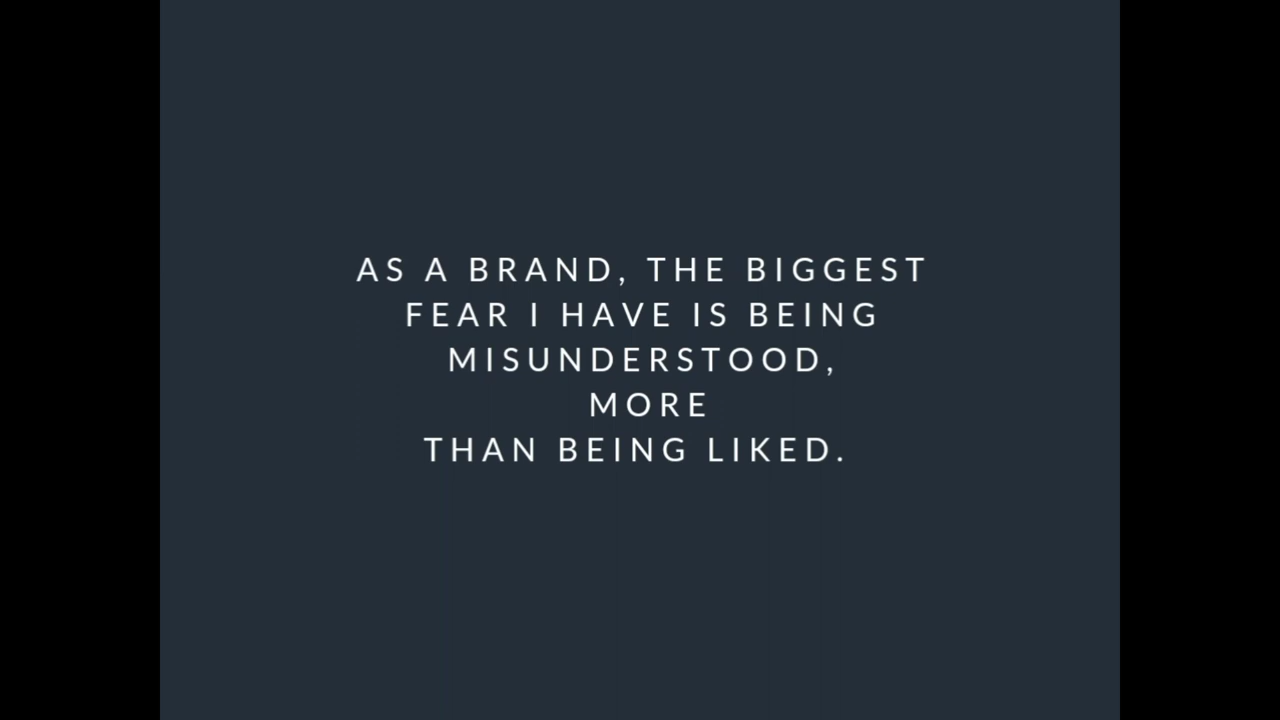 AS A BRAND, THE BIGGEST
FEAR I HAVE IS BEING
MISUNDERSTOOD,
MORE
THAN BEING LIKED.